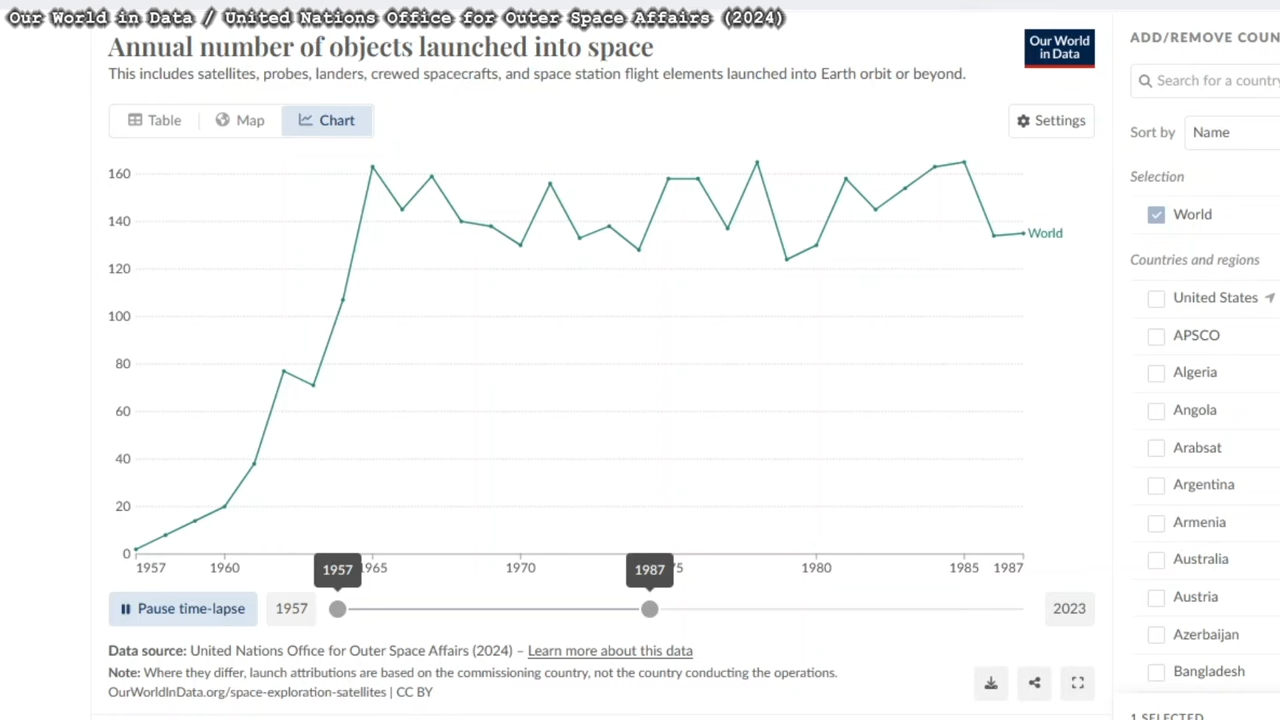 Our World in Data / United Nations Office for Outer Space Affairs (2024)
Annual number of objects launched into space
This includes satellites, probes, landers, crewed spacecrafts, and space station flight elements launched into Earth orbit or beyond.
Our World
in Data
Table
Map
Chart
Settings
160
140
120
100
80
60
40
20
0
World
1957
1960
965
1970
5
1980
1985
1987
1957
1987
Pause time-lapse
1957
2023
Data source: United Nations Office for Outer Space Affairs (2024) – Learn more about this data
Note: Where they differ, launch attributions are based on the commissioning country, not the country conducting the operations.
OurWorldInData.org/space-exploration-satellites | CC BY
ADD/REMOVE COUN
Search for a country
Sort by
Name
Selection
World
Countries and regions
United States
APSCO
Algeria
Angola
Arabsat
Argentina
Armenia
Australia
Austria
Azerbaijan
Bangladesh
1 SELECTED